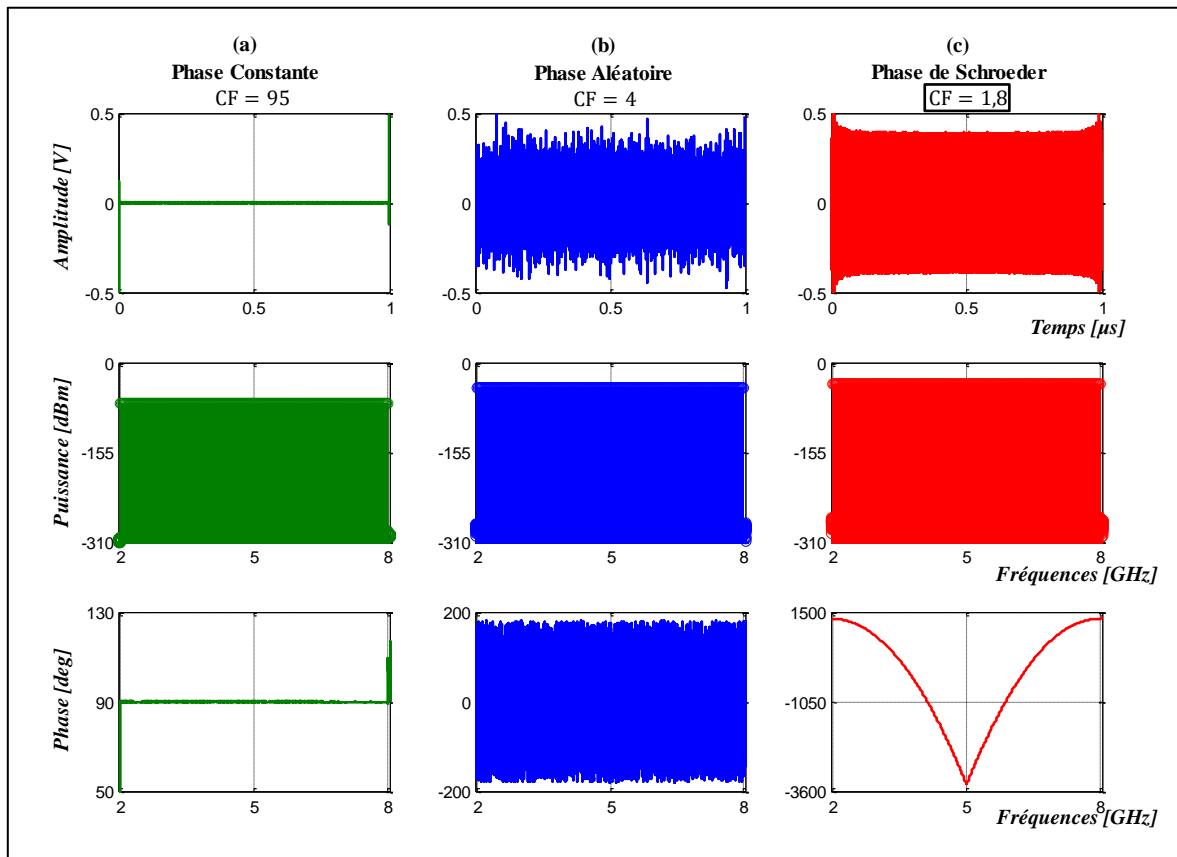 (a) (b) (c)
Phase Constante Phase Aléatoire Phase de Schroeder
CF = 95 CF = 4 CF = 1,8
Amplitude [V]
0.5
0
-0.5
0 0.5 1
0.5
0
-0.5
0 0.5 1
0.5
0
-0.5
0 0.5 1
Temps [µs]
Puissance [dBm]
0
-155
-310
2 5 8
0
-155
-310
2 5 8
0
-155
-310
2 5 8
Fréquences [GHz]
Phase [deg]
130
90
50
2 5 8
200
0
-200
2 5 8
1500
-1050
-3600
2 5 8
Fréquences [GHz]